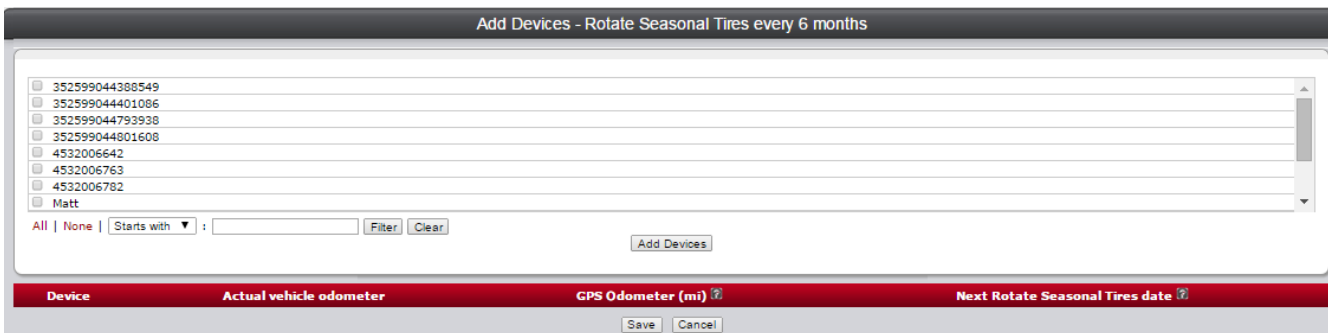 Add Devices - Rotate Seasonal Tires every 6 months
352599044388549
352599044401086
352599044793938
352599044801608
4532006642
4532006763
4532006782
Matt
All | None | Starts with ▼ : Filter Clear
Add Devices
Device Actual vehicle odometer GPS Odometer (mi) ? Next Rotate Seasonal Tires date ?
Save Cancel